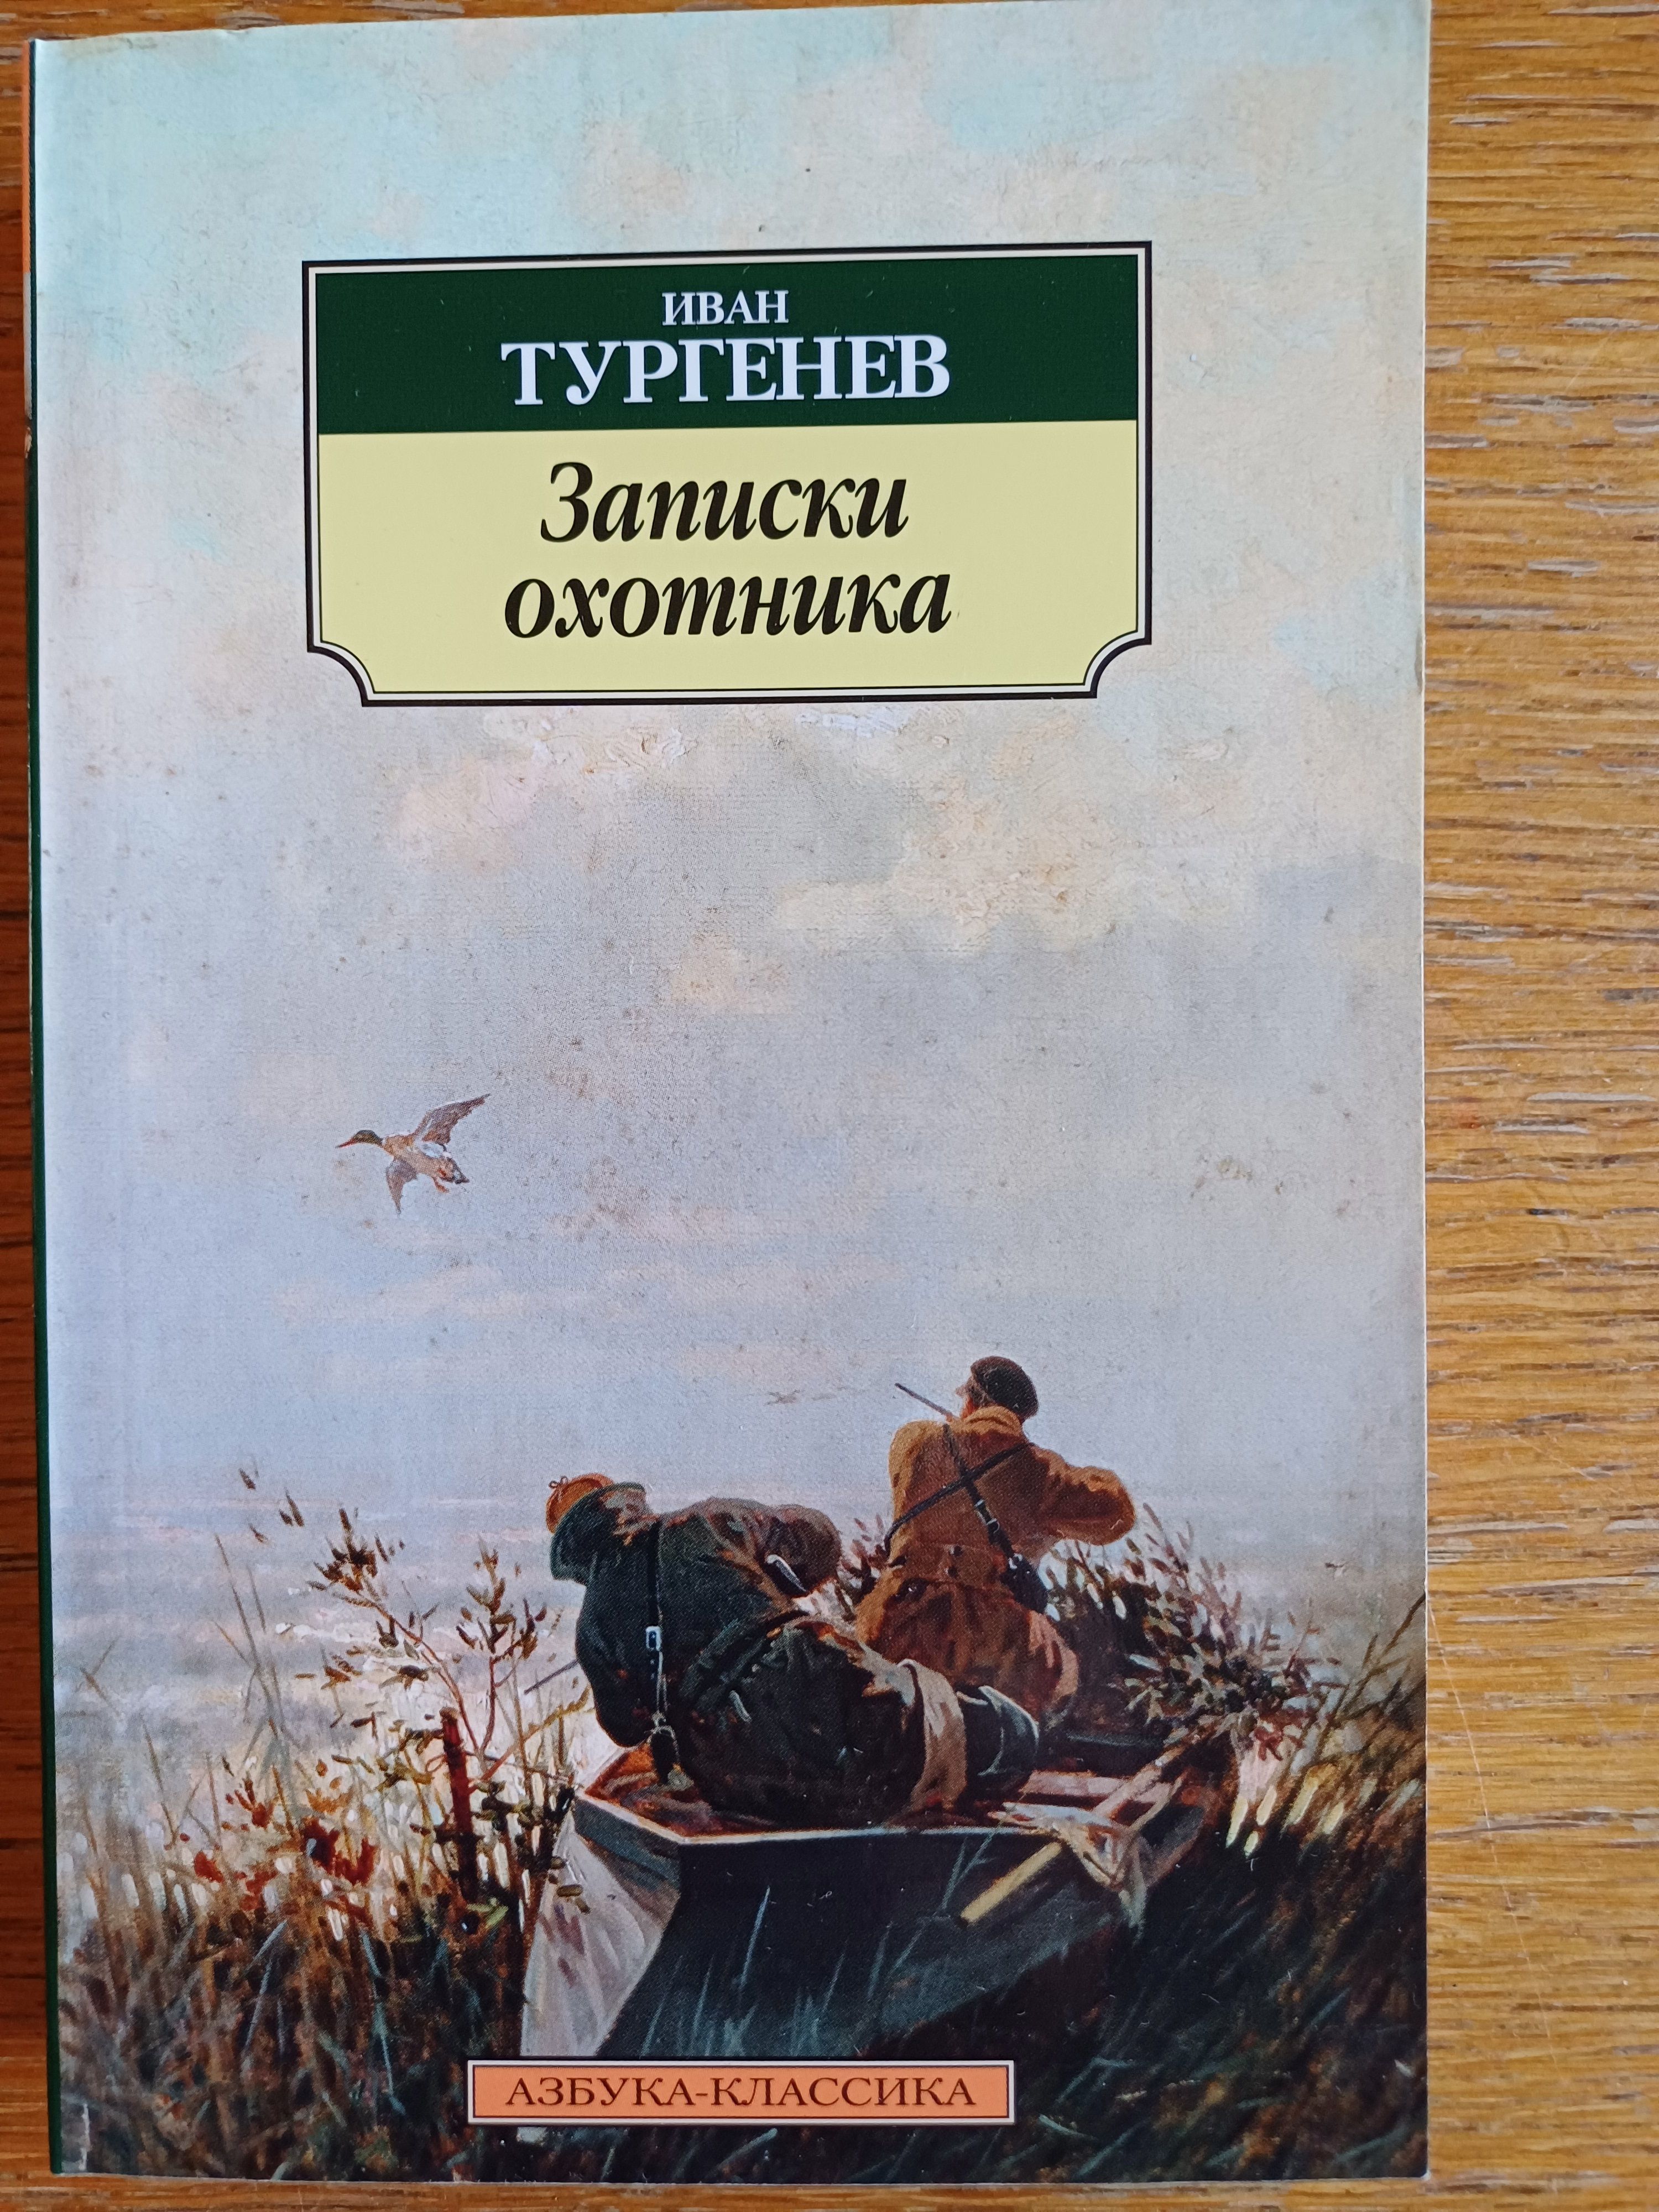 ИВАН
ТУРГЕНЕВ
Записки
охотника
АЗБУКА-КЛАССИКА